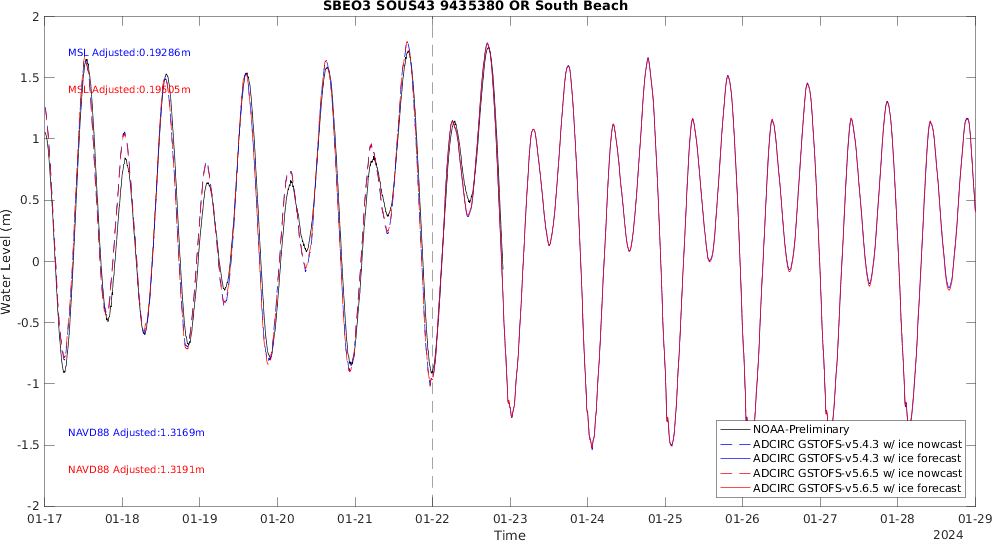 SBEO3 SOUS43 9435380 OR South Beach
MSL Adjusted:0.19286m
MSL Adjusted:0.19505m
NAVD88 Adjusted:1.3169m
NAVD88 Adjusted:1.3191m
Water Level (m)
2
1.5
1
0.5
0
-0.5
-1
-1.5
-2
NOAA-Preliminary
ADCIRC GSTOFS-v5.4.3 w/ ice nowcast
ADCIRC GSTOFS-v5.4.3 w/ ice forecast
ADCIRC GSTOFS-v5.6.5 w/ ice nowcast
ADCIRC GSTOFS-v5.6.5 w/ ice forecast
01-17 01-18 01-19 01-20 01-21 01-22 01-23 01-24 01-25 01-26 01-27 01-28 01-29
Time
2024